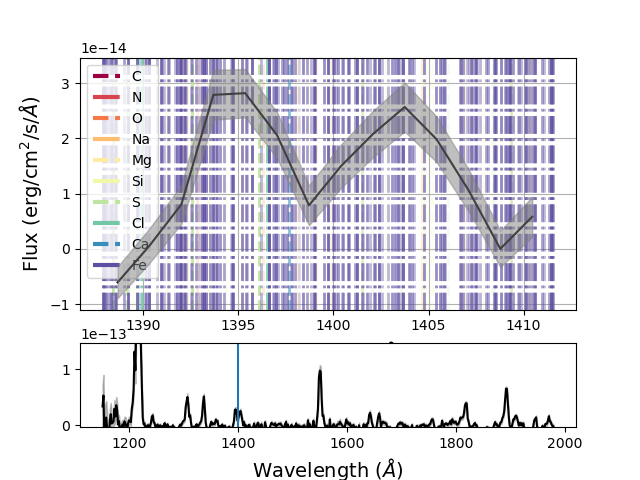 1e−14
Flux (erg/cm²/s/Å)
3
2
1
0
−1
C
N
O
Na
Mg
Si
S
Cl
Ca
Fe
1390 1395 1400 1405 1410
1e−13
1
0
1200 1400 1600 1800 2000
Wavelength (Å)